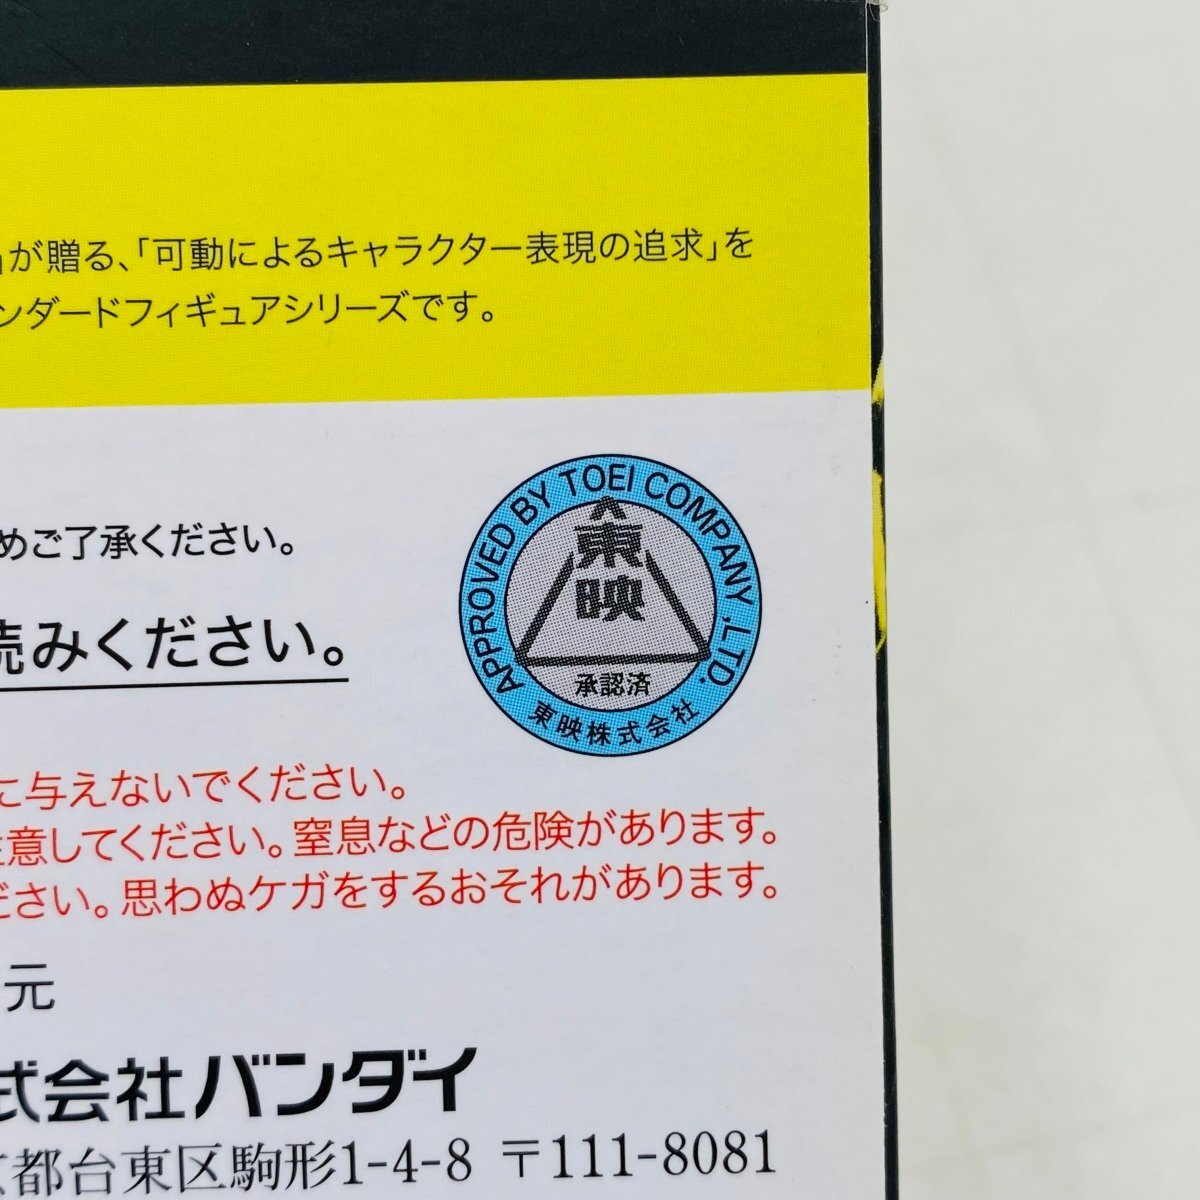 」が贈る、「可動によるキャラクター表現の追求」を
ンダードフィギュアシリーズです。
めご了承ください。
読みください。
APPROVED BY TOEI COMPANY .LTD.
東映
承認済
東映株式会社
に与えないでください。
注意してください。窒息などの危険があります。
ださい。思わぬケガをするおそれがあります。
元
式会社バンダイ
京都台東区駒形1-4-8 〒111-8081